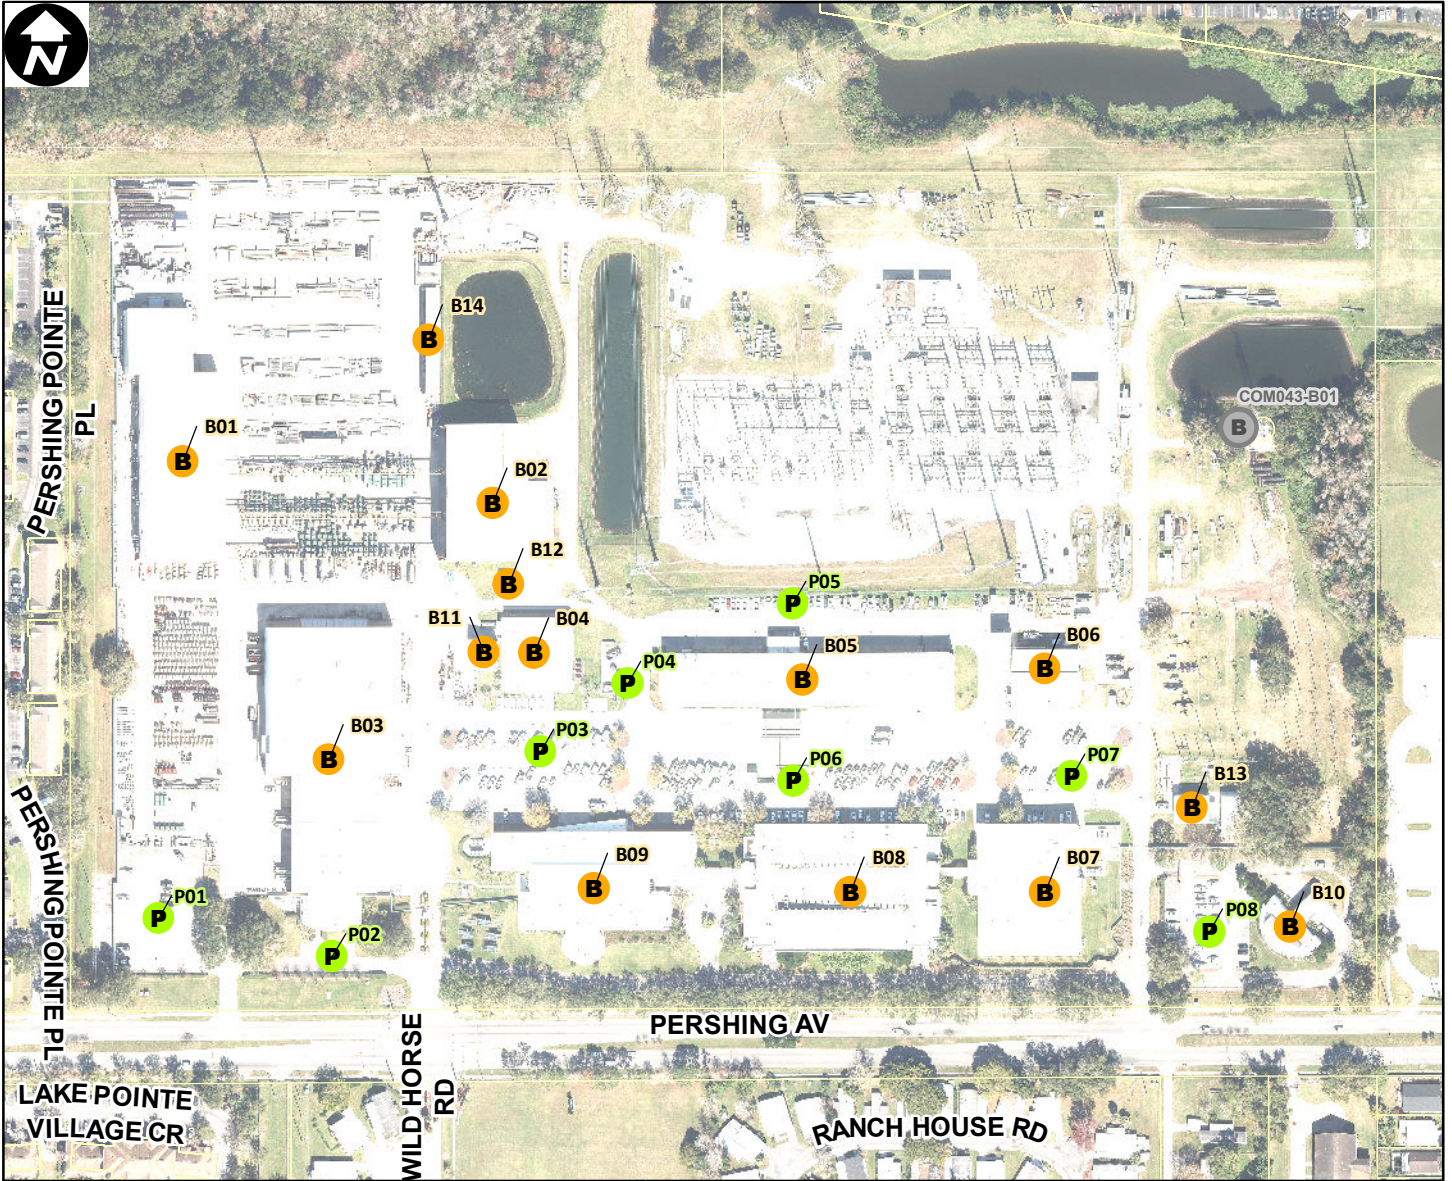 N
B14
B
COM043-B01
B
PERSHING POINTE
PL
B01
B
B02
B
B12
B
P05
P
B11
B
B04
B
B05
B
B06
B
P04
P
B03
B
P03
P
P06
P
P07
P
B13
B
PERSHING POINTE PL
B09
B
B08
B
B07
B
P01
P
P02
P
P08
P
B10
B
PERSHING AV
WILD HORSE
RD
LAKE POINTE
VILLAGE CR
RANCH HOUSE RD